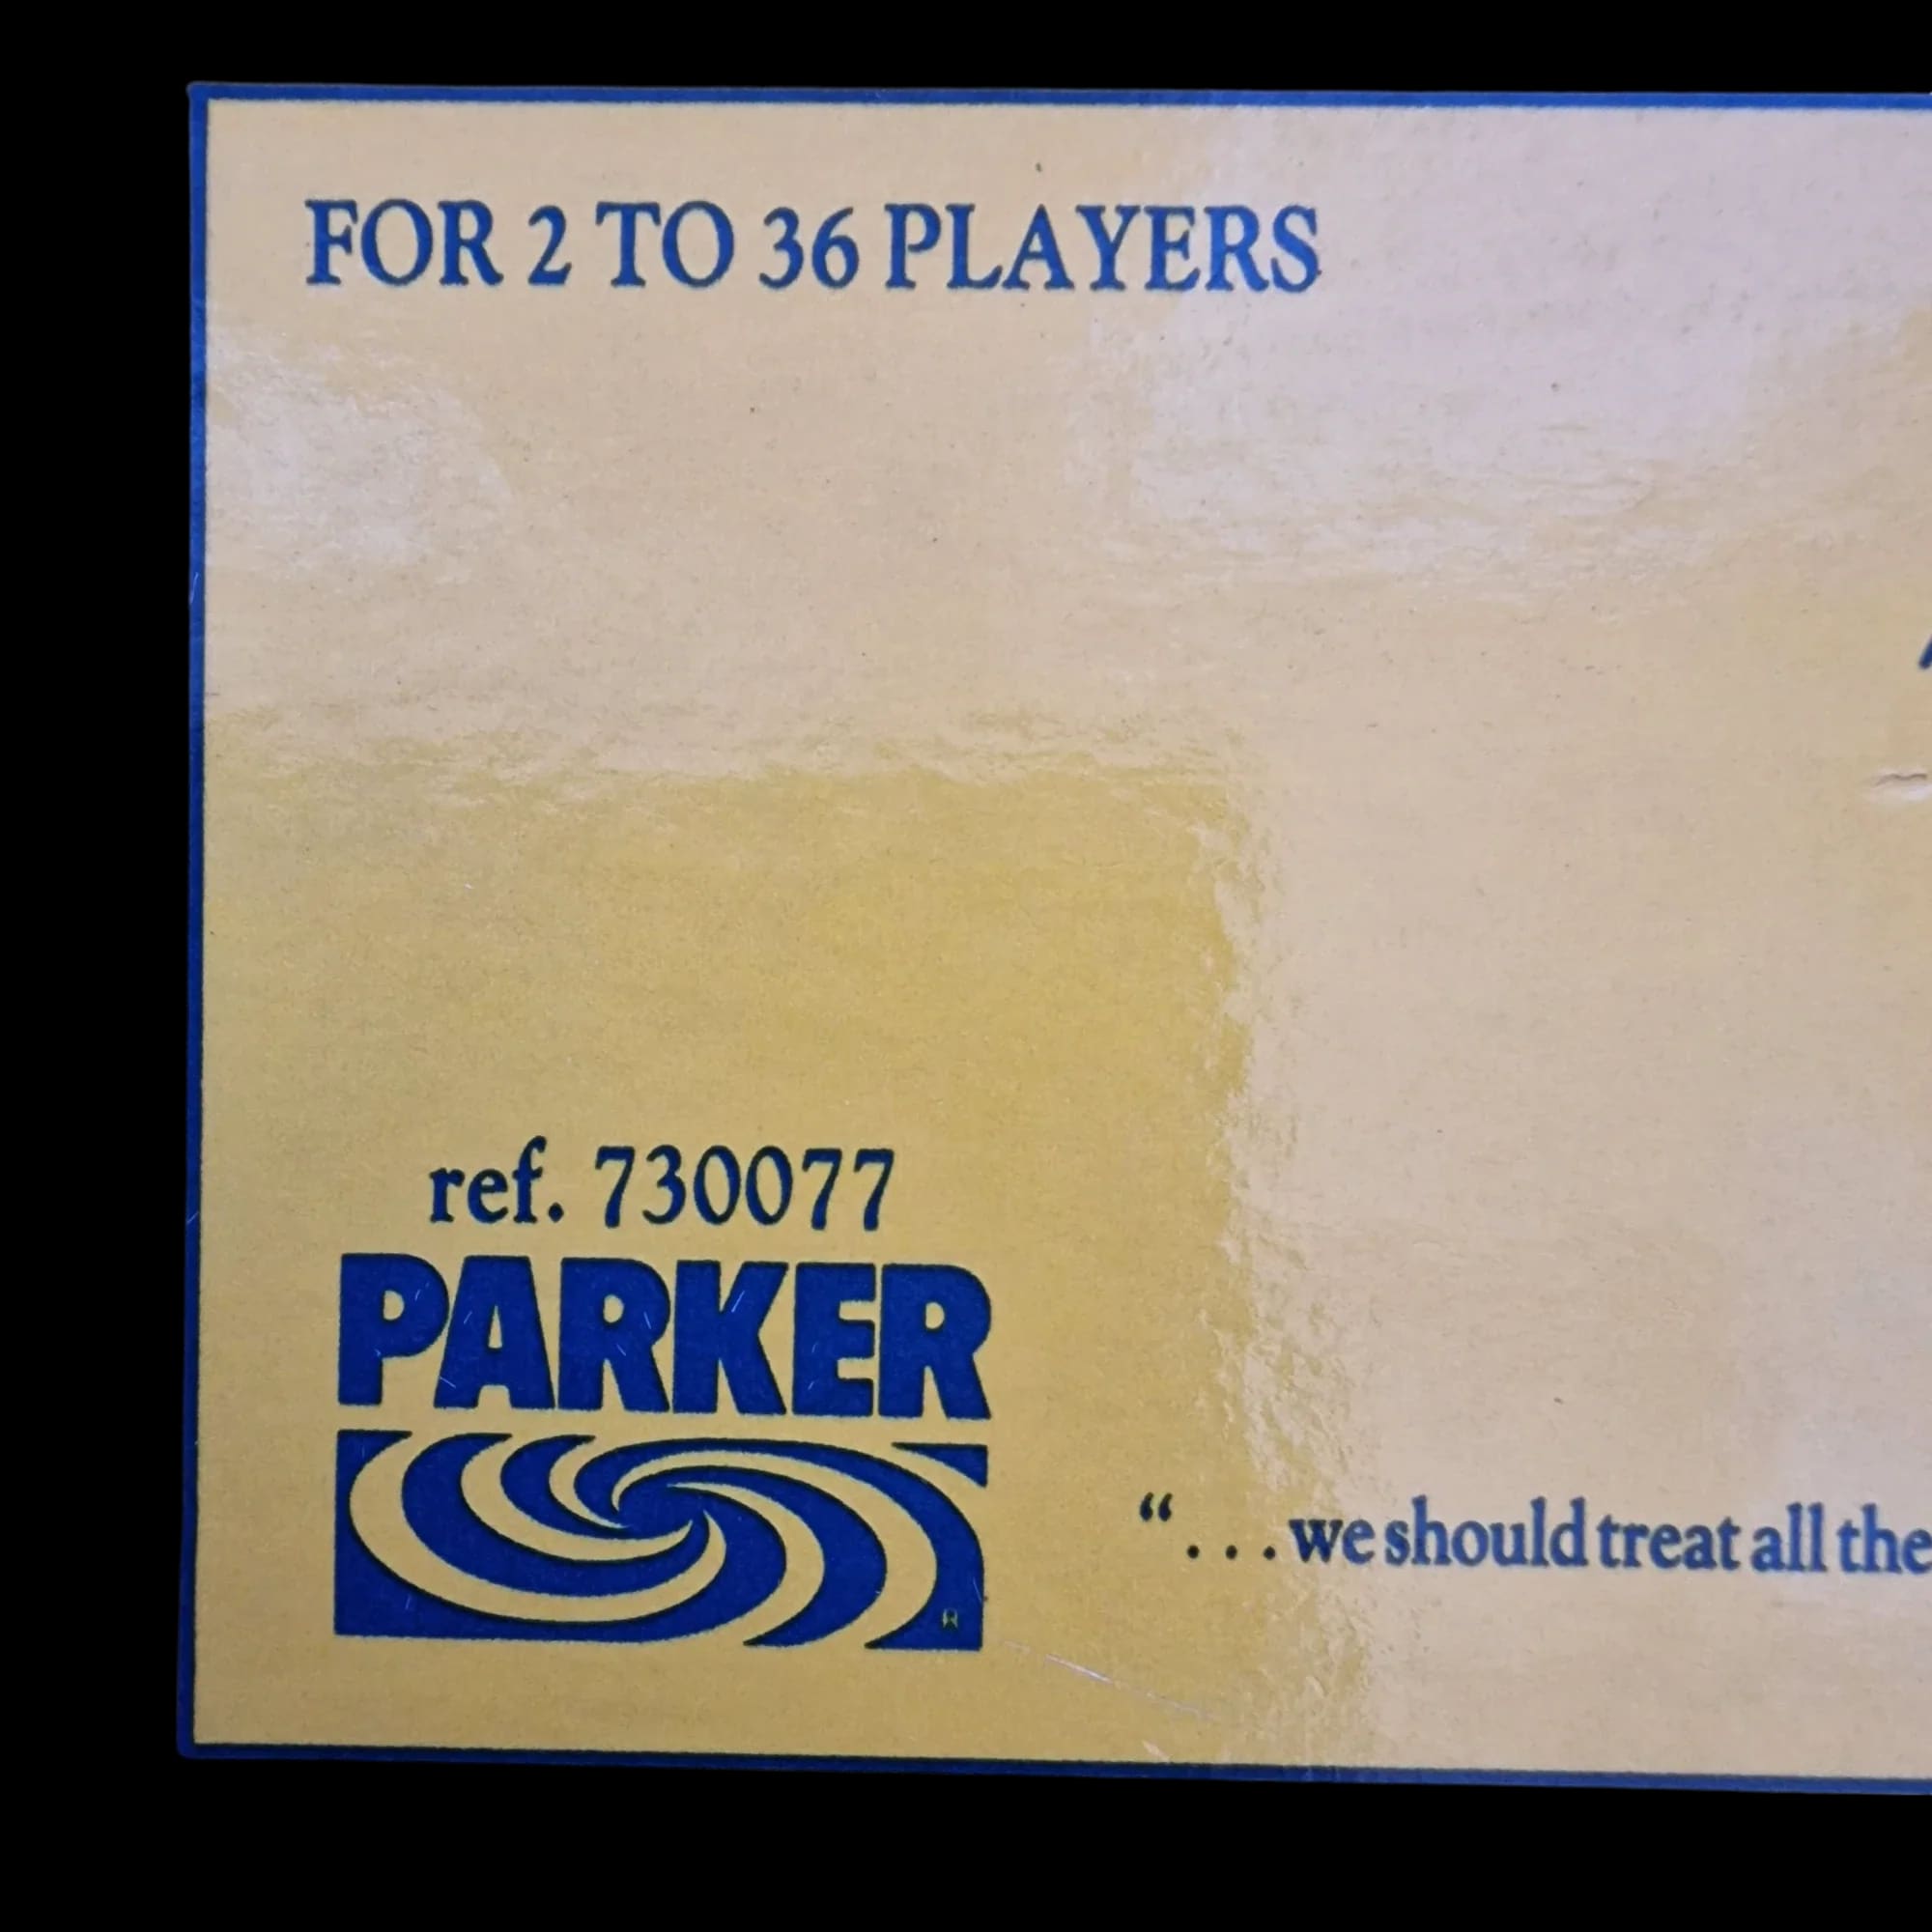 FOR 2 TO 36 PLAYERS
ref. 730077
PARKER
®
“. . . we should treat all the